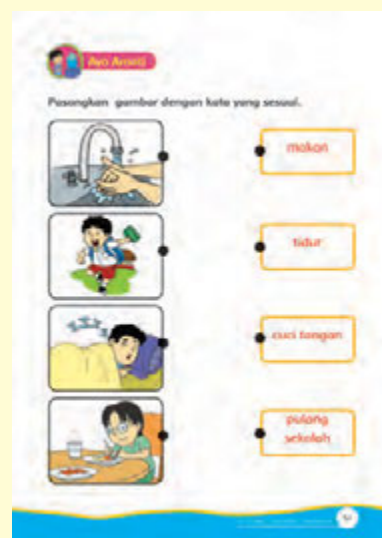 Ayo Amati
Pasangkan gambar dengan kata yang sesuai.
makan
tidur
cuci tangan
pulang
sekolah